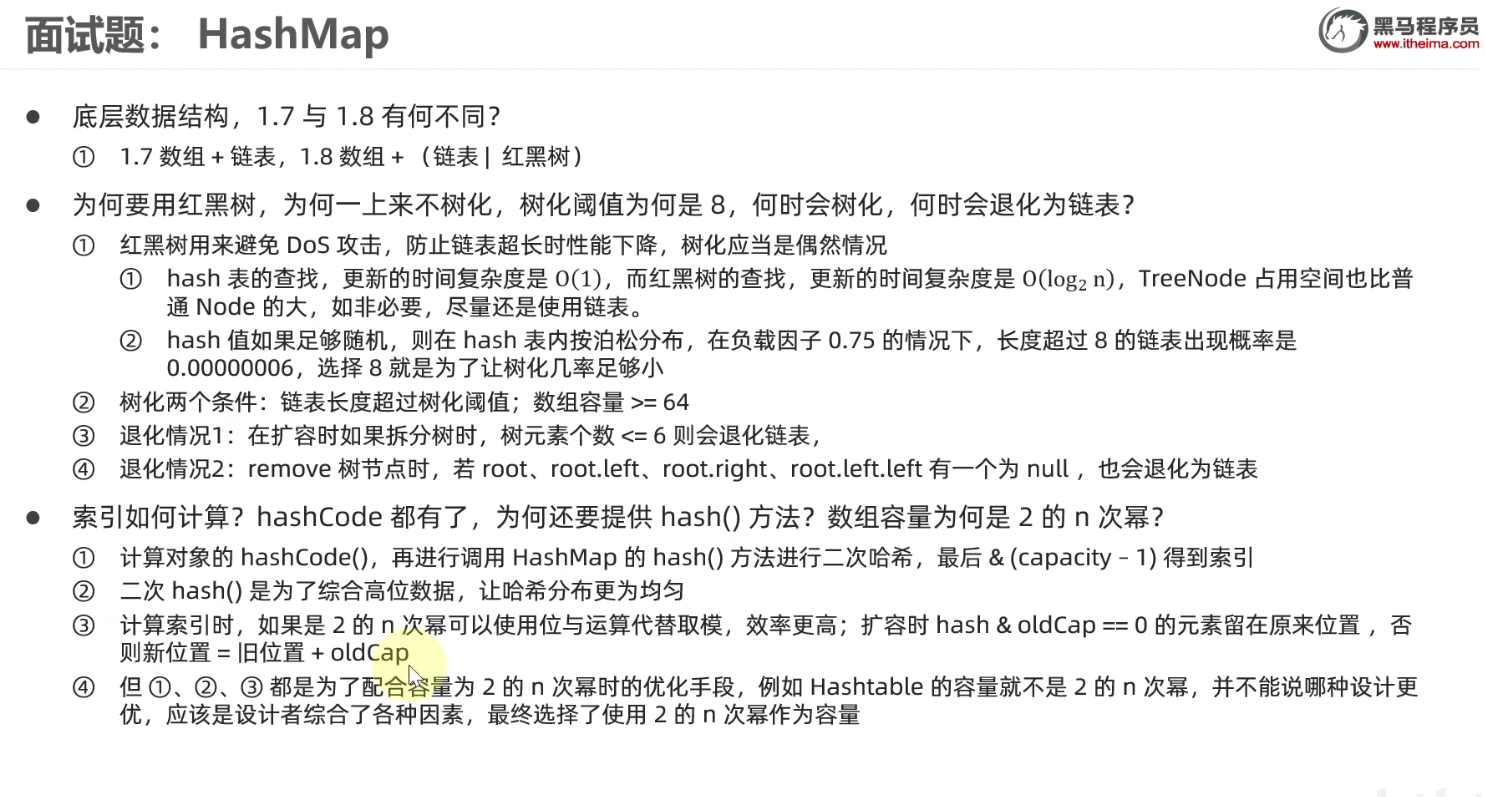 面试题： HashMap
黑马程序员
www.itheima.com
● 底层数据结构，1.7 与 1.8 有何不同？
① 1.7 数组 + 链表，1.8 数组 + （链表 | 红黑树）
● 为何要用红黑树，为何一上来不树化，树化阈值为何是 8，何时会树化，何时会退化为链表？
① 红黑树用来避免 DoS 攻击，防止链表超长时性能下降，树化应当是偶然情况
① hash 表的查找，更新的时间复杂度是 O(1)，而红黑树的查找，更新的时间复杂度是 O(log₂ n)，TreeNode 占用空间也比普
通 Node 的大，如非必要，尽量还是使用链表。
② hash 值如果足够随机，则在 hash 表内按泊松分布，在负载因子 0.75 的情况下，长度超过 8 的链表出现概率是
0.00000006，选择 8 就是为了让树化几率足够小
② 树化两个条件：链表长度超过树化阈值；数组容量 >= 64
③ 退化情况1：在扩容时如果拆分树时，树元素个数 <= 6 则会退化链表，
④ 退化情况2：remove 树节点时，若 root、root.left、root.right、root.left.left 有一个为 null ，也会退化为链表
● 索引如何计算？hashCode 都有了，为何还要提供 hash() 方法？数组容量为何是 2 的 n 次幂？
① 计算对象的 hashCode()，再进行调用 HashMap 的 hash() 方法进行二次哈希，最后 & (capacity – 1) 得到索引
② 二次 hash() 是为了综合高位数据，让哈希分布更为均匀
③ 计算索引时，如果是 2 的 n 次幂可以使用位与运算代替取模，效率更高；扩容时 hash & oldCap == 0 的元素留在原来位置 ，否
则新位置 = 旧位置 + oldCap
④ 但 ①、②、③ 都是为了配合容量为 2 的 n 次幂时的优化手段，例如 Hashtable 的容量就不是 2 的 n 次幂，并不能说哪种设计更
优，应该是设计者综合了各种因素，最终选择了使用 2 的 n 次幂作为容量